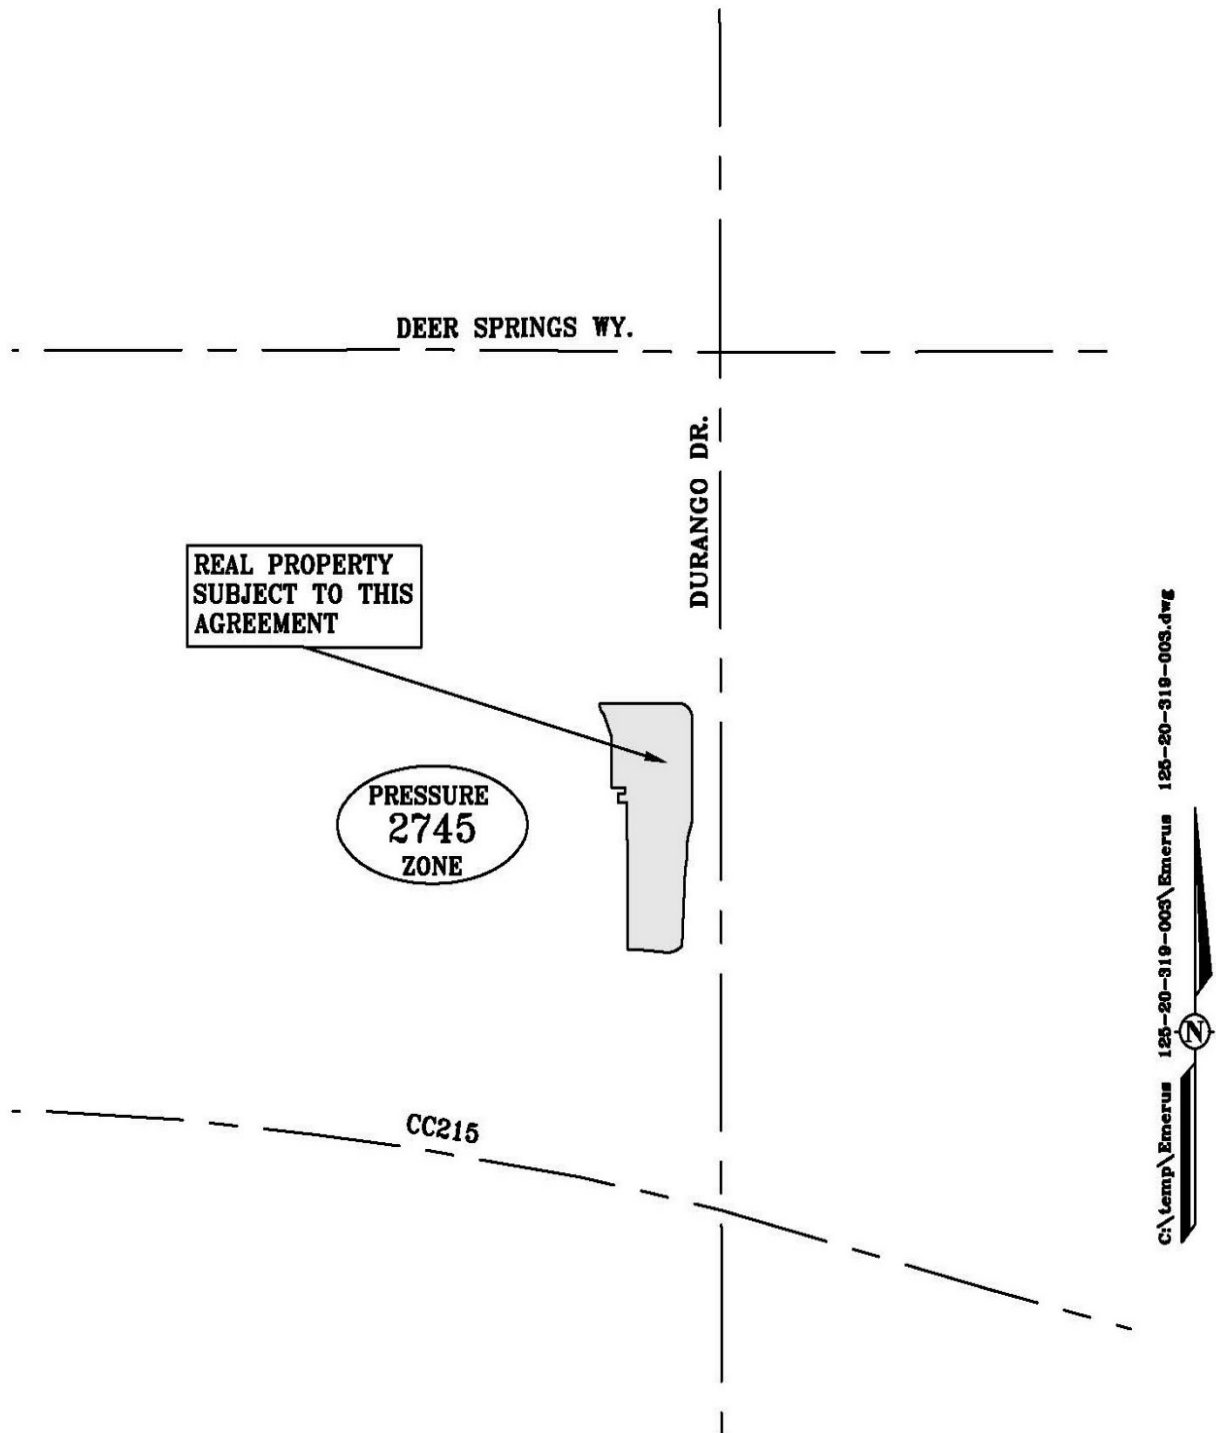 DEER SPRINGS WY.
DURANGO DR.
REAL PROPERTY
SUBJECT TO THIS
AGREEMENT
PRESSURE
2745
ZONE
CC215
C:\temp\Emerus 125-20-319-003\Emerus 125-20-319-003.dwg
N